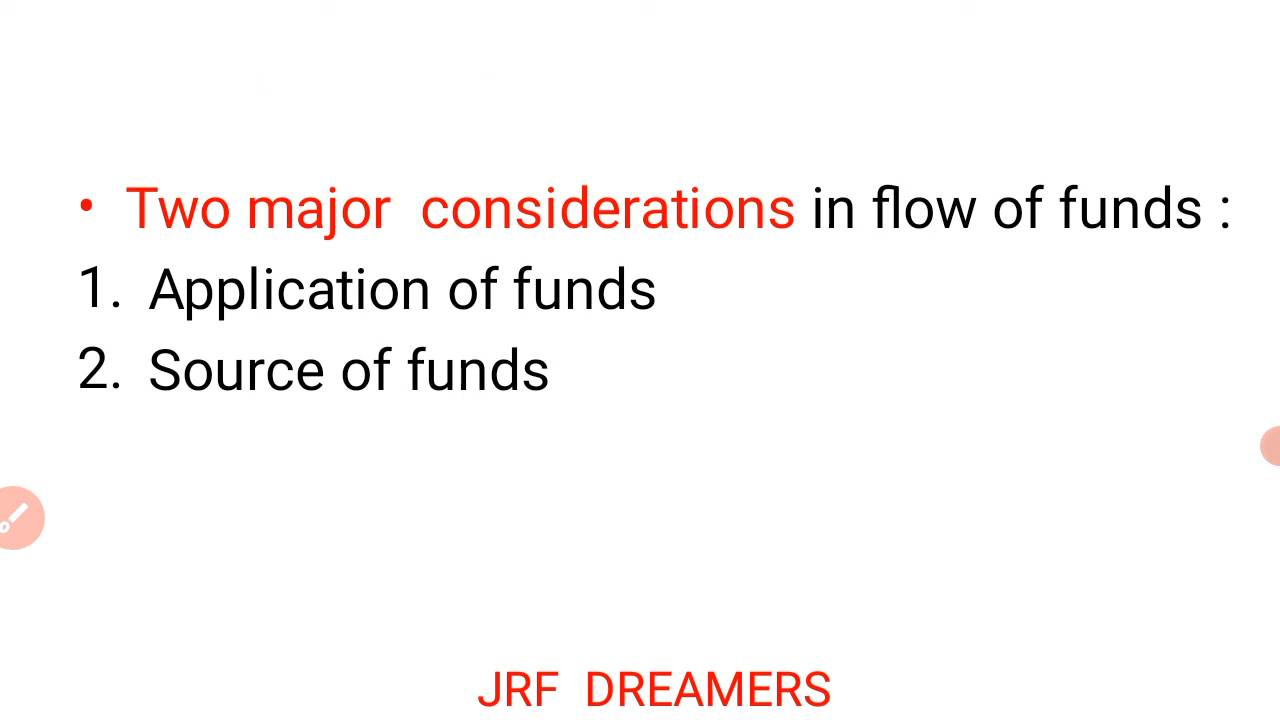 • Two major considerations in flow of funds :
1. Application of funds
2. Source of funds
JRF DREAMERS